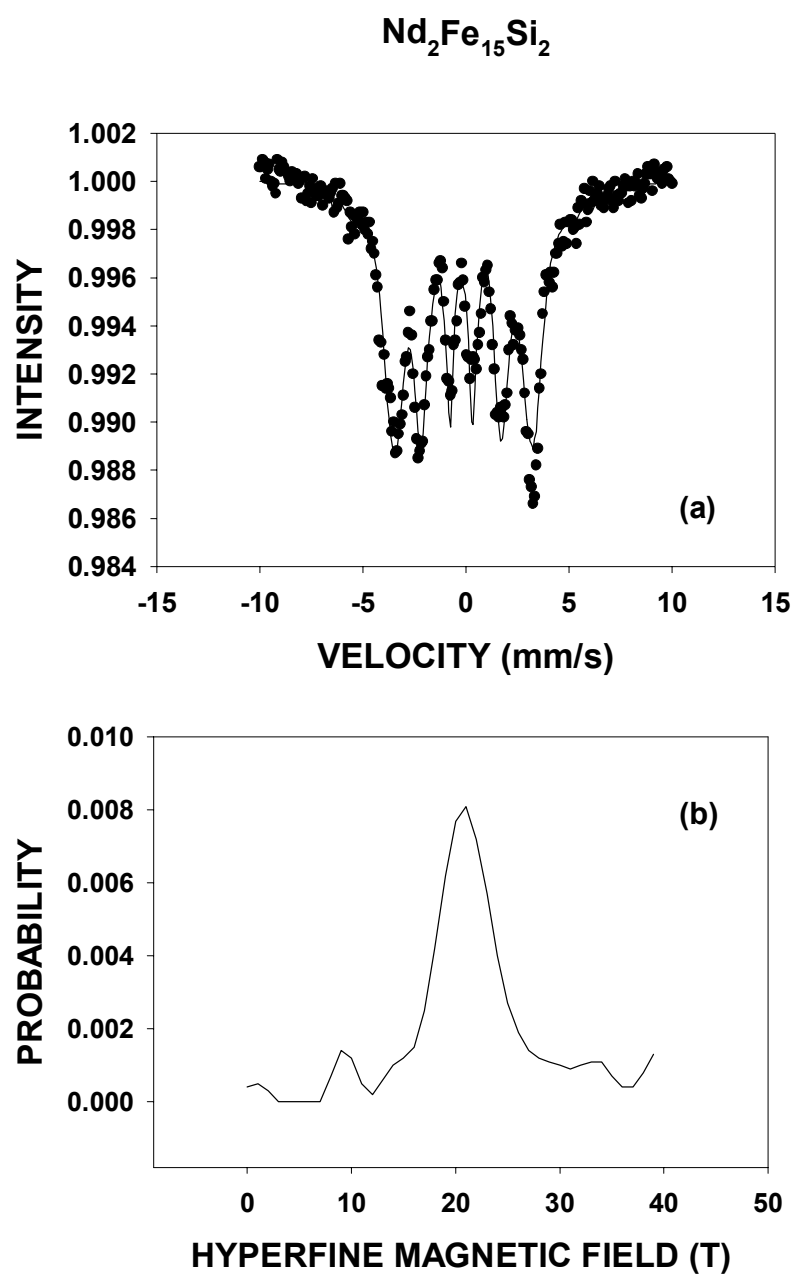 Nd₂Fe₁₅Si₂
1.002
1.000
0.998
0.996
0.994
0.992
0.990
0.988
0.986
0.984
INTENSITY
(a)
-15 -10 -5 0 5 10 15
VELOCITY (mm/s)
0.010
0.008
0.006
0.004
0.002
0.000
PROBABILITY
(b)
0 10 20 30 40 50
HYPERFINE MAGNETIC FIELD (T)